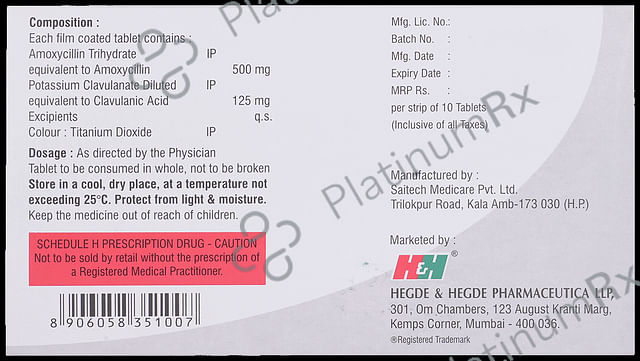 Composition :
Each film coated tablet contains :
Amoxycillin Trihydrate IP
equivalent to Amoxycillin 500 mg
Potassium Clavulanate Diluted IP
equivalent to Clavulanic Acid 125 mg
Excipients q.s.
Colour : Titanium Dioxide IP
Dosage : As directed by the Physician
Tablet to be consumed in whole, not to be broken
Store in a cool, dry place, at a temperature not
exceeding 25°C. Protect from light & moisture.
Keep the medicine out of reach of children.
SCHEDULE H PRESCRIPTION DRUG - CAUTION
Not to be sold by retail without the prescription of
a Registered Medical Practitioner.
8 906058 351007
Mfg. Lic. No.:
Batch No. :
Mfg. Date :
Expiry Date :
MRP Rs. :
per strip of 10 Tablets
(Inclusive of all Taxes)
Manufactured by :
Saitech Medicare Pvt. Ltd.
Trilokpur Road, Kala Amb-173 030 (H.P.)
Marketed by :
H&H ®
HEGDE & HEGDE PHARMACEUTICA LLP,
301, Om Chambers, 123 August Kranti Marg,
Kemps Corner, Mumbai - 400 036.
®Registered Trademark
PlatinumRx
PlatinumRx
PlatinumRx